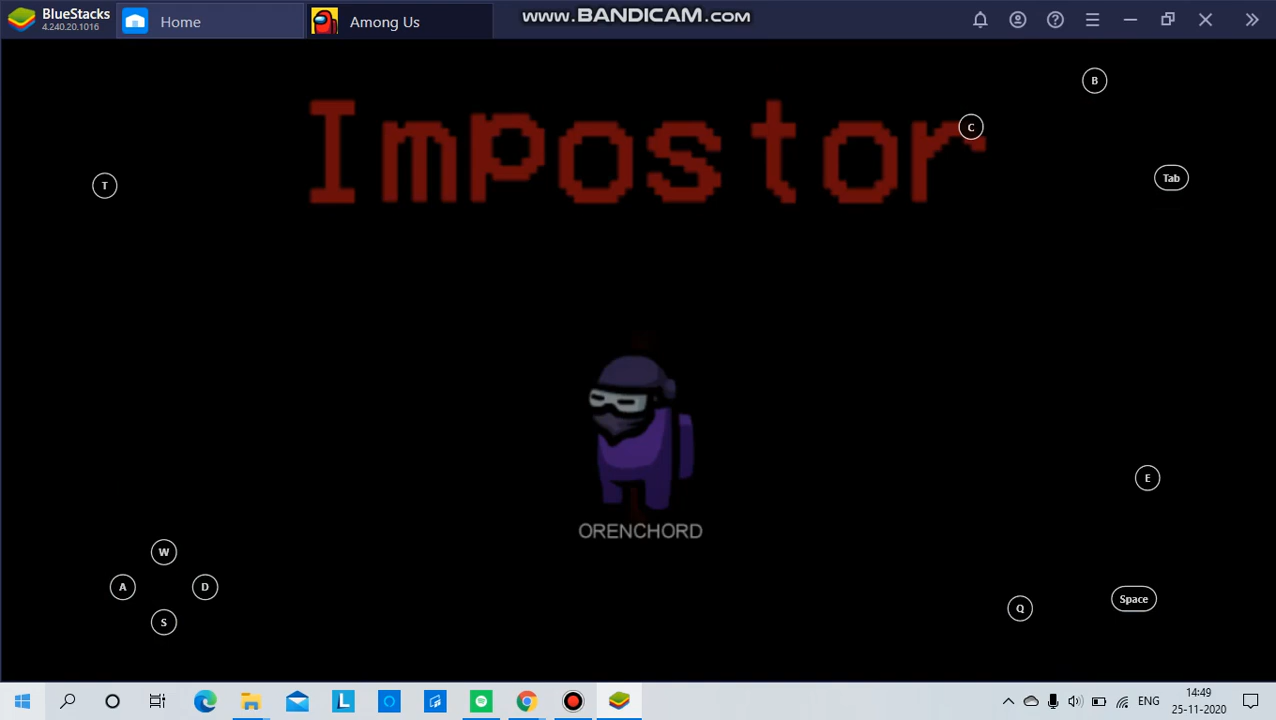 BlueStacks
4.240.20.1016
Home
Among Us
www.BANDICAM.com
B
Impostor
C
T
Tab
E
ORENCHORD
W
A
D
S
Q
Space
L
ENG
14:49
25-11-2020